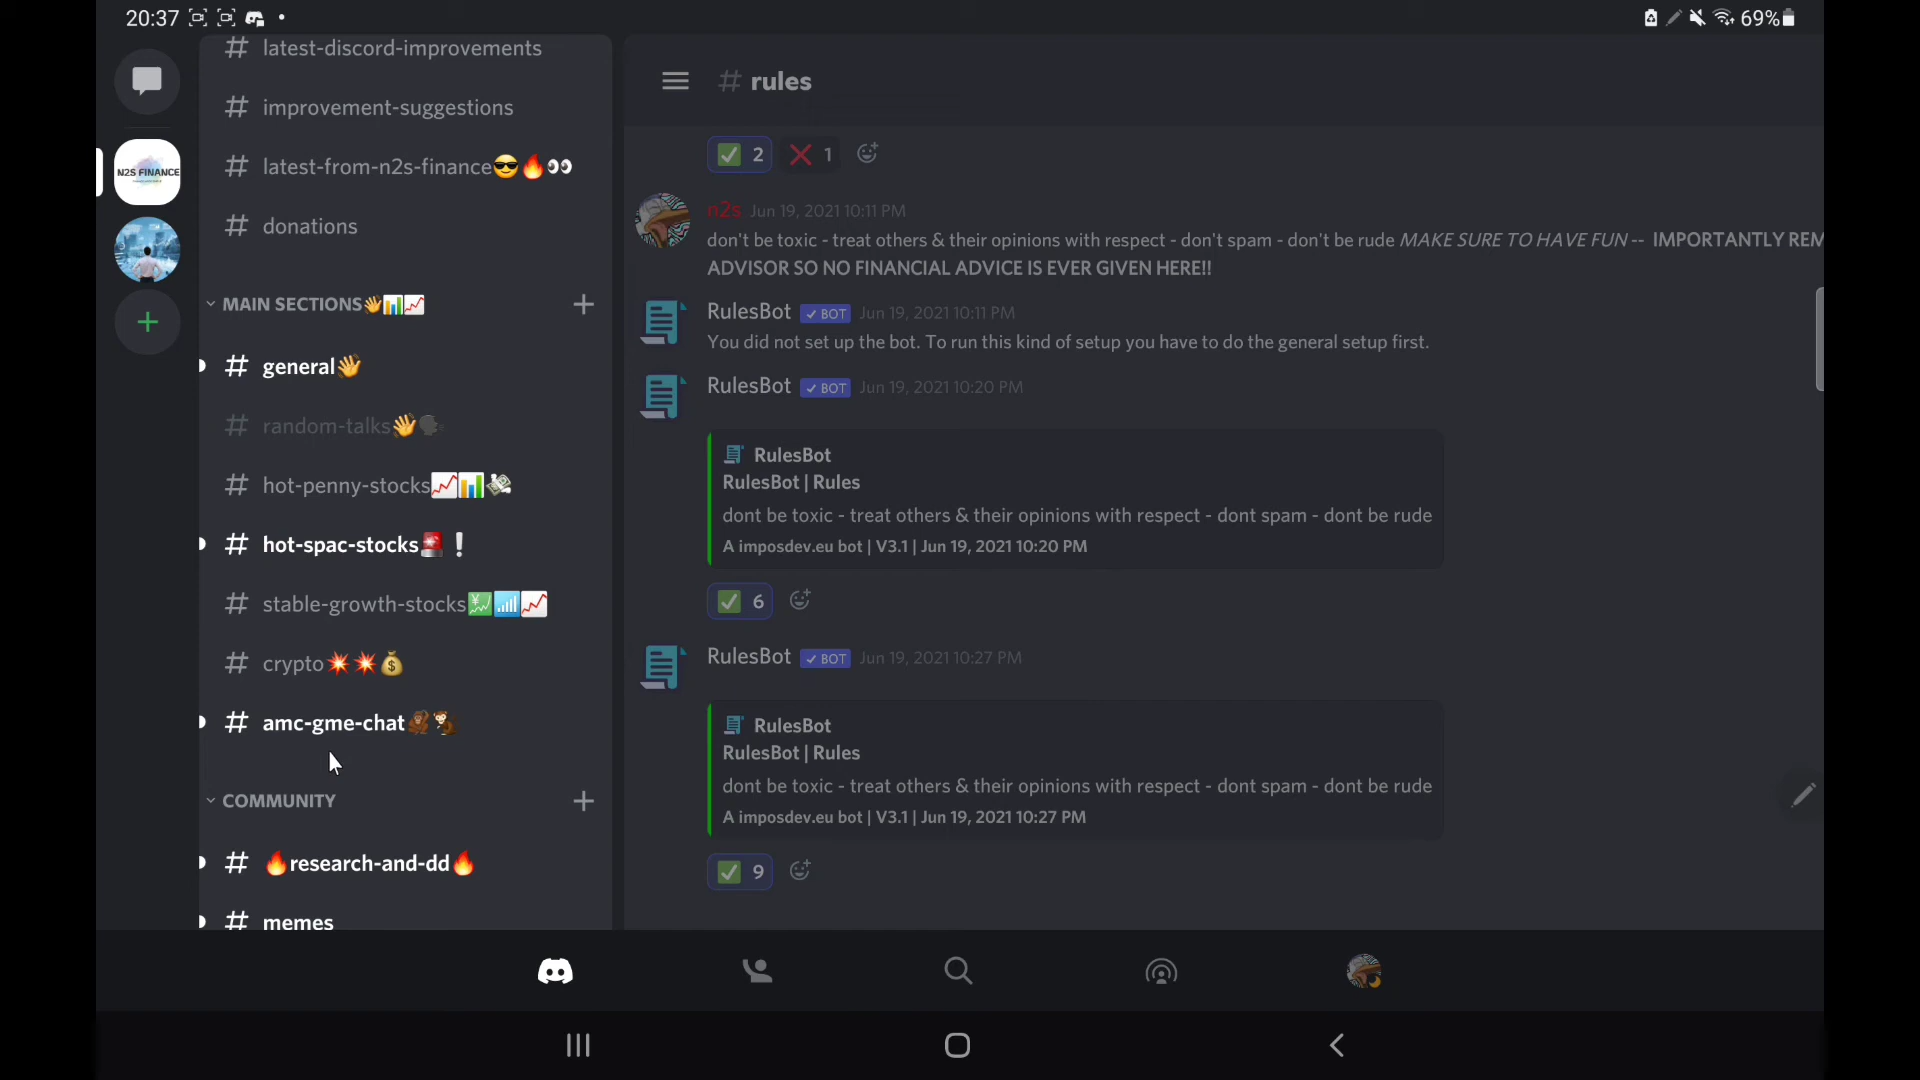 20:37
69%
latest-discord-improvements
improvement-suggestions
latest-from-n2s-finance😎🔥👀
donations
N2S FINANCE
MAIN SECTIONS👋📊📈
general👋
random-talks👋🗣
hot-penny-stocks📈📊💸
hot-spac-stocks🚨❕
stable-growth-stocks💹📶📈
crypto💥💥💰
amc-gme-chat🦧🐒
COMMUNITY
🔥research-and-dd🔥
memes
# rules
✅ 2 ❌ 1
n2s Jun 19, 2021 10:11 PM
don't be toxic - treat others & their opinions with respect - don't spam - don't be rude MAKE SURE TO HAVE FUN -- IMPORTANTLY REM
ADVISOR SO NO FINANCIAL ADVICE IS EVER GIVEN HERE!!
RulesBot ✓ BOT Jun 19, 2021 10:11 PM
You did not set up the bot. To run this kind of setup you have to do the general setup first.
RulesBot ✓ BOT Jun 19, 2021 10:20 PM
RulesBot
RulesBot | Rules
dont be toxic - treat others & their opinions with respect - dont spam - dont be rude
A imposdev.eu bot | V3.1 | Jun 19, 2021 10:20 PM
✅ 6
RulesBot ✓ BOT Jun 19, 2021 10:27 PM
RulesBot
RulesBot | Rules
dont be toxic - treat others & their opinions with respect - dont spam - dont be rude
A imposdev.eu bot | V3.1 | Jun 19, 2021 10:27 PM
✅ 9